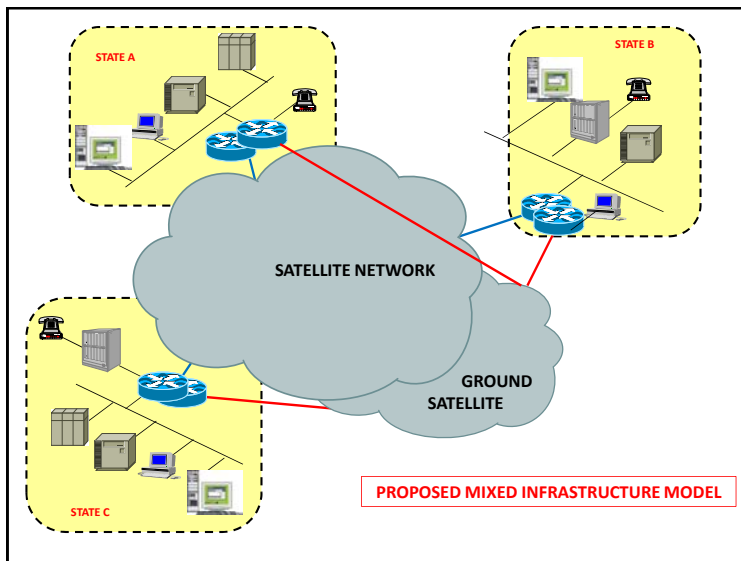 STATE A
STATE B
SATELLITE NETWORK
GROUND
SATELLITE
STATE C
PROPOSED MIXED INFRASTRUCTURE MODEL